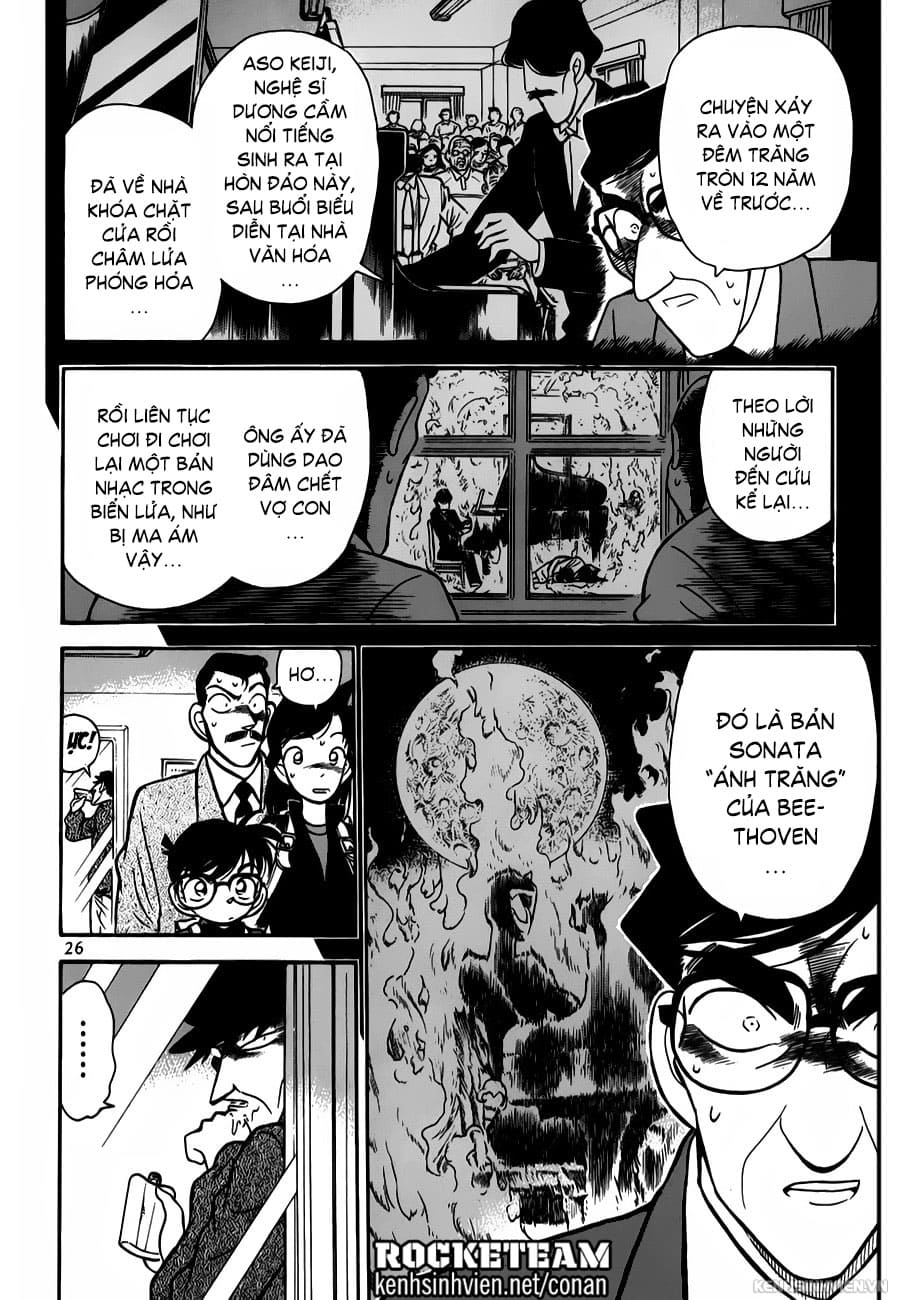 CHUYỆN XẢY
RA VÀO MỘT
ĐÊM TRĂNG
TRÒN 12 NĂM
VỀ TRƯỚC...
ASO KEIJI,
NGHỆ SĨ
DƯƠNG CẦM
NỔI TIẾNG
SINH RA TẠI
HÒN ĐẢO NÀY,
SAU BUỔI BIỂU
DIỄN TẠI NHÀ
VĂN HÓA
...
ĐÃ VỀ NHÀ
KHÓA CHẶT
CỬA RỒI
CHÂM LỬA
PHÓNG HỎA
...
THEO LỜI
NHỮNG
NGƯỜI
ĐẾN CỨU
KỂ LẠI...
ÔNG ẤY ĐÃ
DÙNG DAO
ĐÂM CHẾT
VỢ CON
...
RỒI LIÊN TỤC
CHƠI ĐI CHƠI
LẠI MỘT BẢN
NHẠC TRONG
BIỂN LỬA, NHƯ
BỊ MA ÁM
VẬY...
ĐÓ LÀ BẢN
SONATA
“ÁNH TRĂNG”
CỦA BEE-
THOVEN
...
HƠ...
ỰC!
26
......
ROCKETEAM
kenhsinhvien.net/conan
KENHSINHVIEN.VN